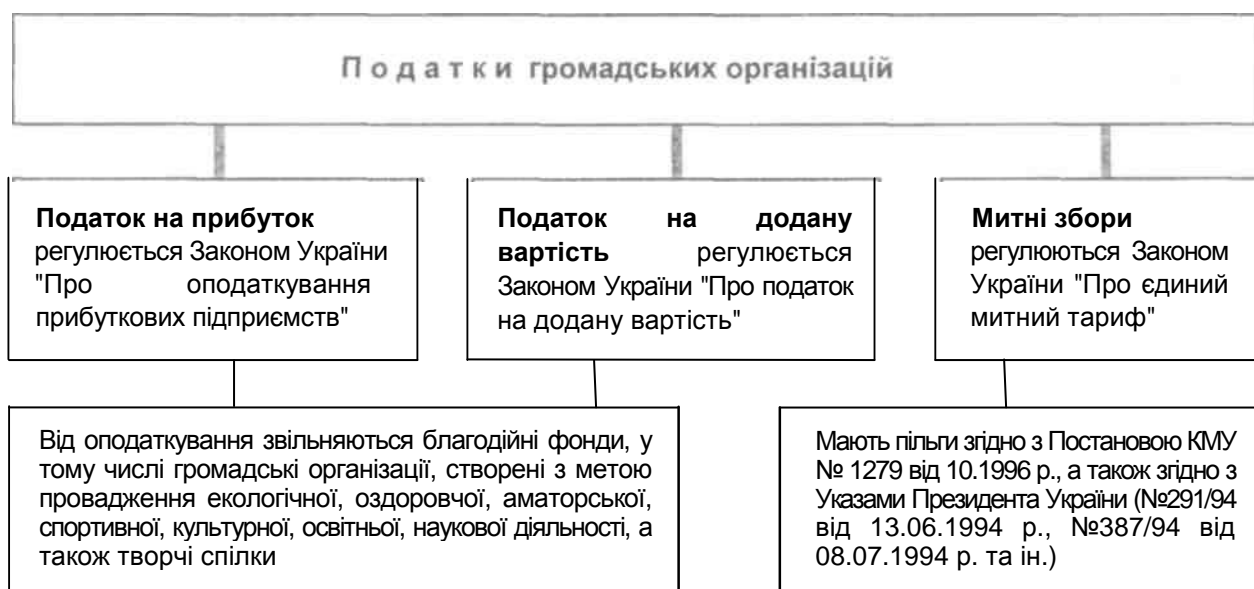 Податки громадських організацій
Податок на прибуток
регулюється Законом України
"Про оподаткування
прибуткових підприємств"
Податок на додану
вартість регулюється
Законом України "Про податок
на додану вартість"
Митні збори
регулюються Законом
України "Про єдиний
митний тариф"
Від оподаткування звільняються благодійні фонди, у
тому числі громадські організації, створені з метою
провадження екологічної, оздоровчої, аматорської,
спортивної, культурної, освітньої, наукової діяльності, а
також творчі спілки
Мають пільги згідно з Постановою КМУ
№ 1279 від 10.1996 р., а також згідно з
Указами Президента України (№291/94
від 13.06.1994 р., №387/94 від
08.07.1994 р. та ін.)